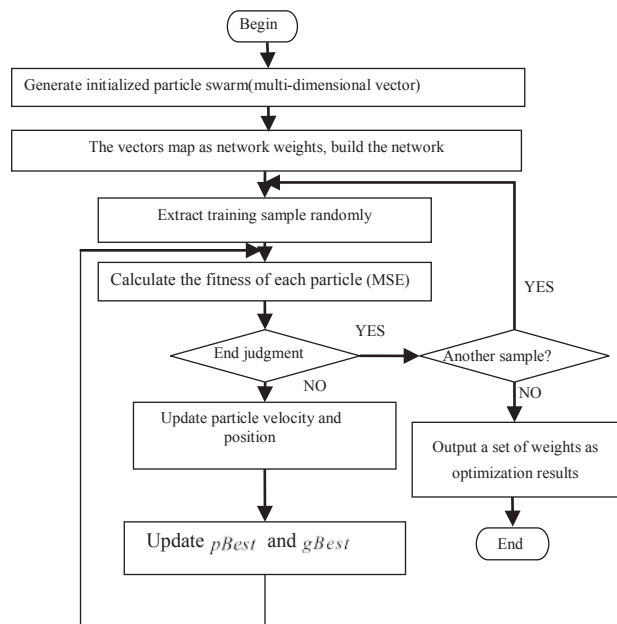 Begin
Generate initialized particle swarm(multi-dimensional vector)
The vectors map as network weights, build the network
Extract training sample randomly
Calculate the fitness of each particle (MSE)
YES
YES
End judgment
Another sample?
NO
NO
Update particle velocity and
position
Output a set of weights as
optimization results
Update pBest and gBest
End